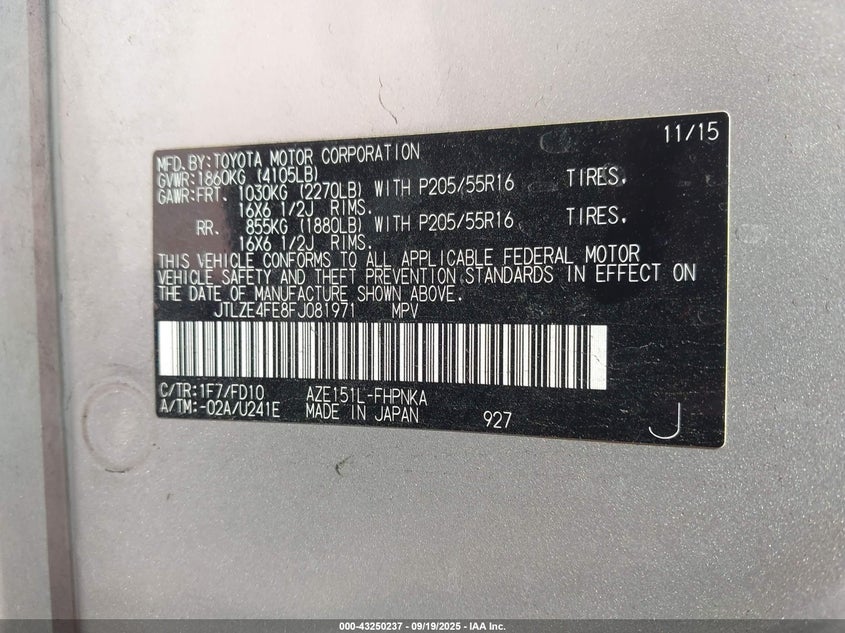 11/15
MFD.BY:TOYOTA MOTOR CORPORATION
GVWR:1860KG (4105LB)
GAWR:FRT. 1030KG (2270LB) WITH P205/55R16 TIRES.
16X6 1/2J RIMS.
RR. 855KG (1880LB) WITH P205/55R16 TIRES.
16X6 1/2J RIMS.
THIS VEHICLE CONFORMS TO ALL APPLICABLE FEDERAL MOTOR
VEHICLE SAFETY AND THEFT PREVENTION STANDARDS IN EFFECT ON
THE DATE OF MANUFACTURE SHOWN ABOVE.
JTLZE4FE8FJ081971 MPV
C/TR:1F7/FD10 AZE151L-FHPNKA
A/TM:-02A/U241E MADE IN JAPAN 927 J
000-43250237 - 09/19/2025 - IAA Inc.